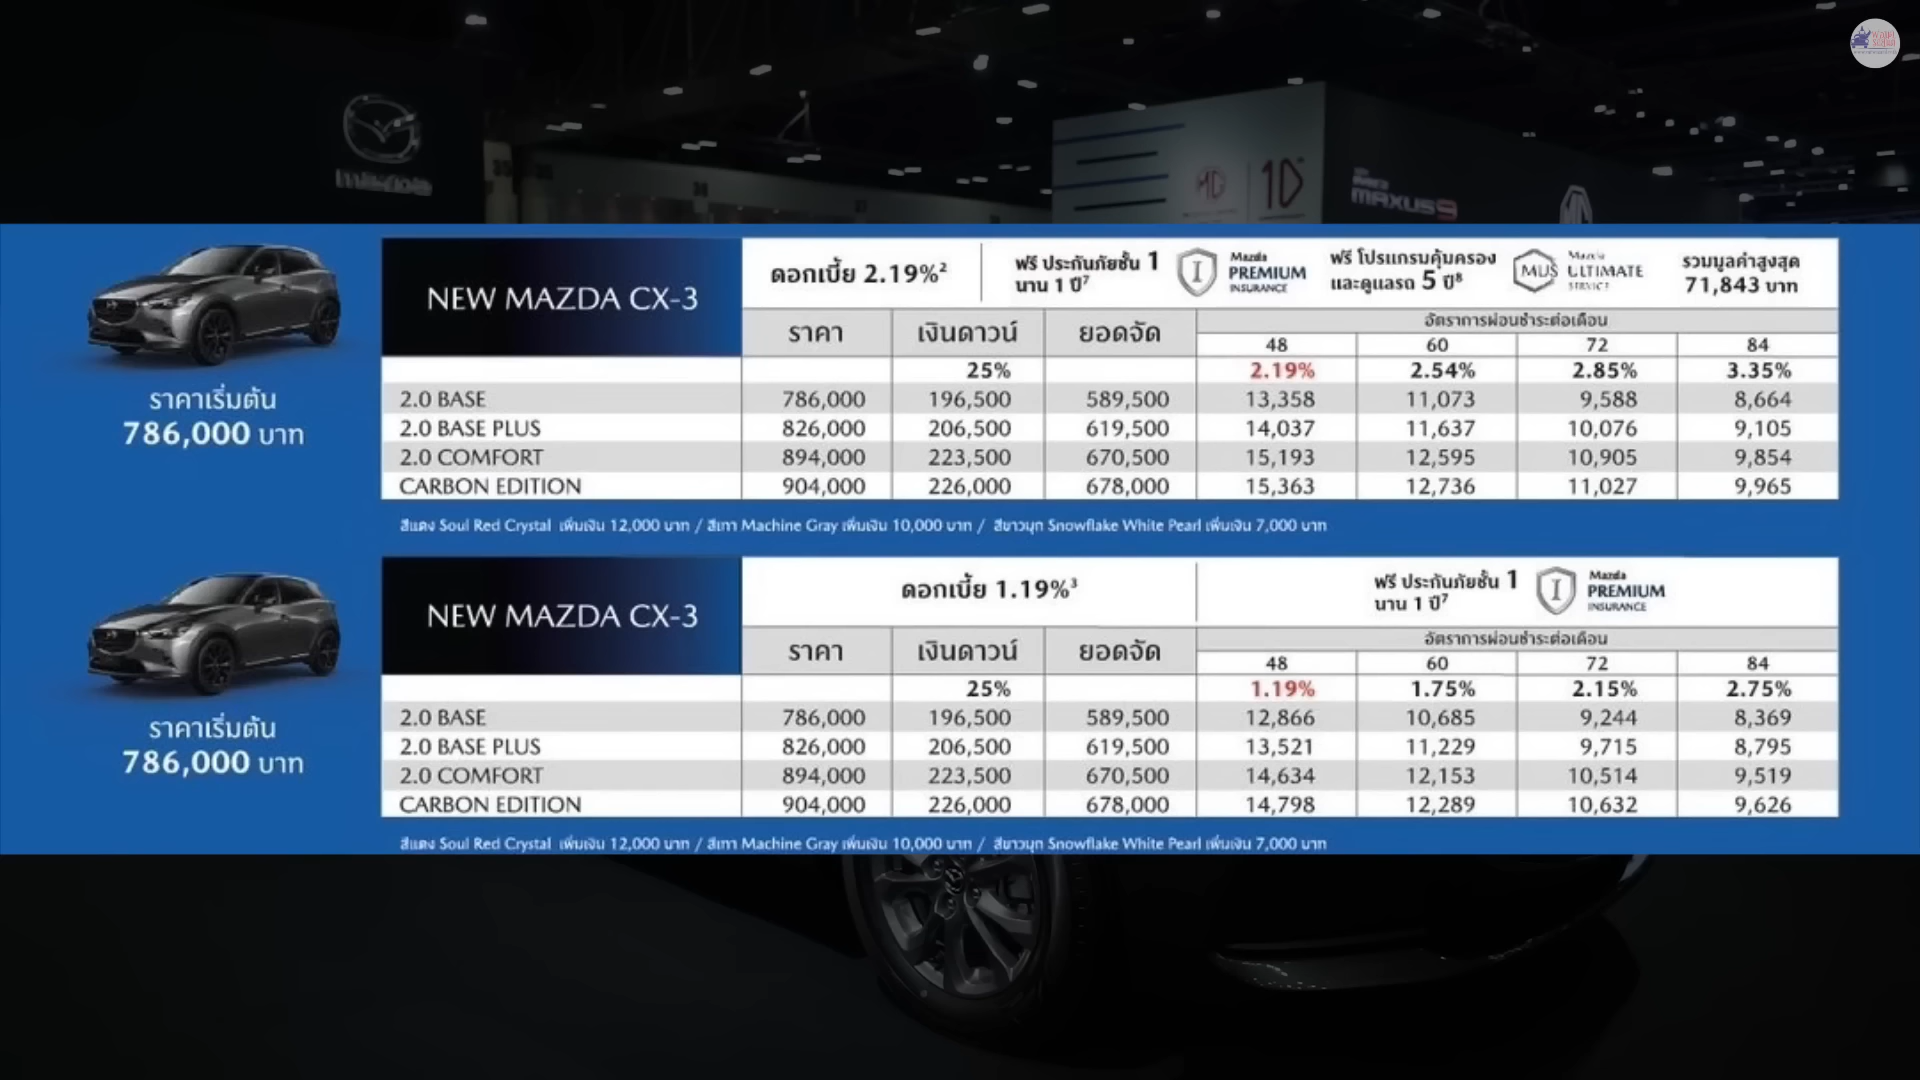 mazda
MG
10
MAXUS 9
NEW MAZDA CX-3
ดอกเบี้ย 2.19%²
ฟรี ประกันภัยชั้น 1
นาน 1 ปี⁷
Mazda
PREMIUM
INSURANCE
ฟรี โปรแกรมคุ้มครอง
และดูแลรถ 5 ปี⁸
MUS
Mazda
ULTIMATE
SERVICE
รวมมูลค่าสูงสุด
71,843 บาท
ราคา เงินดาวน์ ยอดจัด อัตราการผ่อนชำระต่อเดือน
48 60 72 84
25% 2.19% 2.54% 2.85% 3.35%
2.0 BASE 786,000 196,500 589,500 13,358 11,073 9,588 8,664
2.0 BASE PLUS 826,000 206,500 619,500 14,037 11,637 10,076 9,105
2.0 COMFORT 894,000 223,500 670,500 15,193 12,595 10,905 9,854
CARBON EDITION 904,000 226,000 678,000 15,363 12,736 11,027 9,965
ราคาเริ่มต้น
786,000 บาท
สีแดง Soul Red Crystal เพิ่มเงิน 12,000 บาท / สีเทา Machine Gray เพิ่มเงิน 10,000 บาท / สีขาวมุก Snowflake White Pearl เพิ่มเงิน 7,000 บาท
NEW MAZDA CX-3
ดอกเบี้ย 1.19%³
ฟรี ประกันภัยชั้น 1
นาน 1 ปี⁷
Mazda
PREMIUM
INSURANCE
ราคา เงินดาวน์ ยอดจัด อัตราการผ่อนชำระต่อเดือน
48 60 72 84
25% 1.19% 1.75% 2.15% 2.75%
2.0 BASE 786,000 196,500 589,500 12,866 10,685 9,244 8,369
2.0 BASE PLUS 826,000 206,500 619,500 13,521 11,229 9,715 8,795
2.0 COMFORT 894,000 223,500 670,500 14,634 12,153 10,514 9,519
CARBON EDITION 904,000 226,000 678,000 14,798 12,289 10,632 9,626
ราคาเริ่มต้น
786,000 บาท
สีแดง Soul Red Crystal เพิ่มเงิน 12,000 บาท / สีเทา Machine Gray เพิ่มเงิน 10,000 บาท / สีขาวมุก Snowflake White Pearl เพิ่มเงิน 7,000 บาท